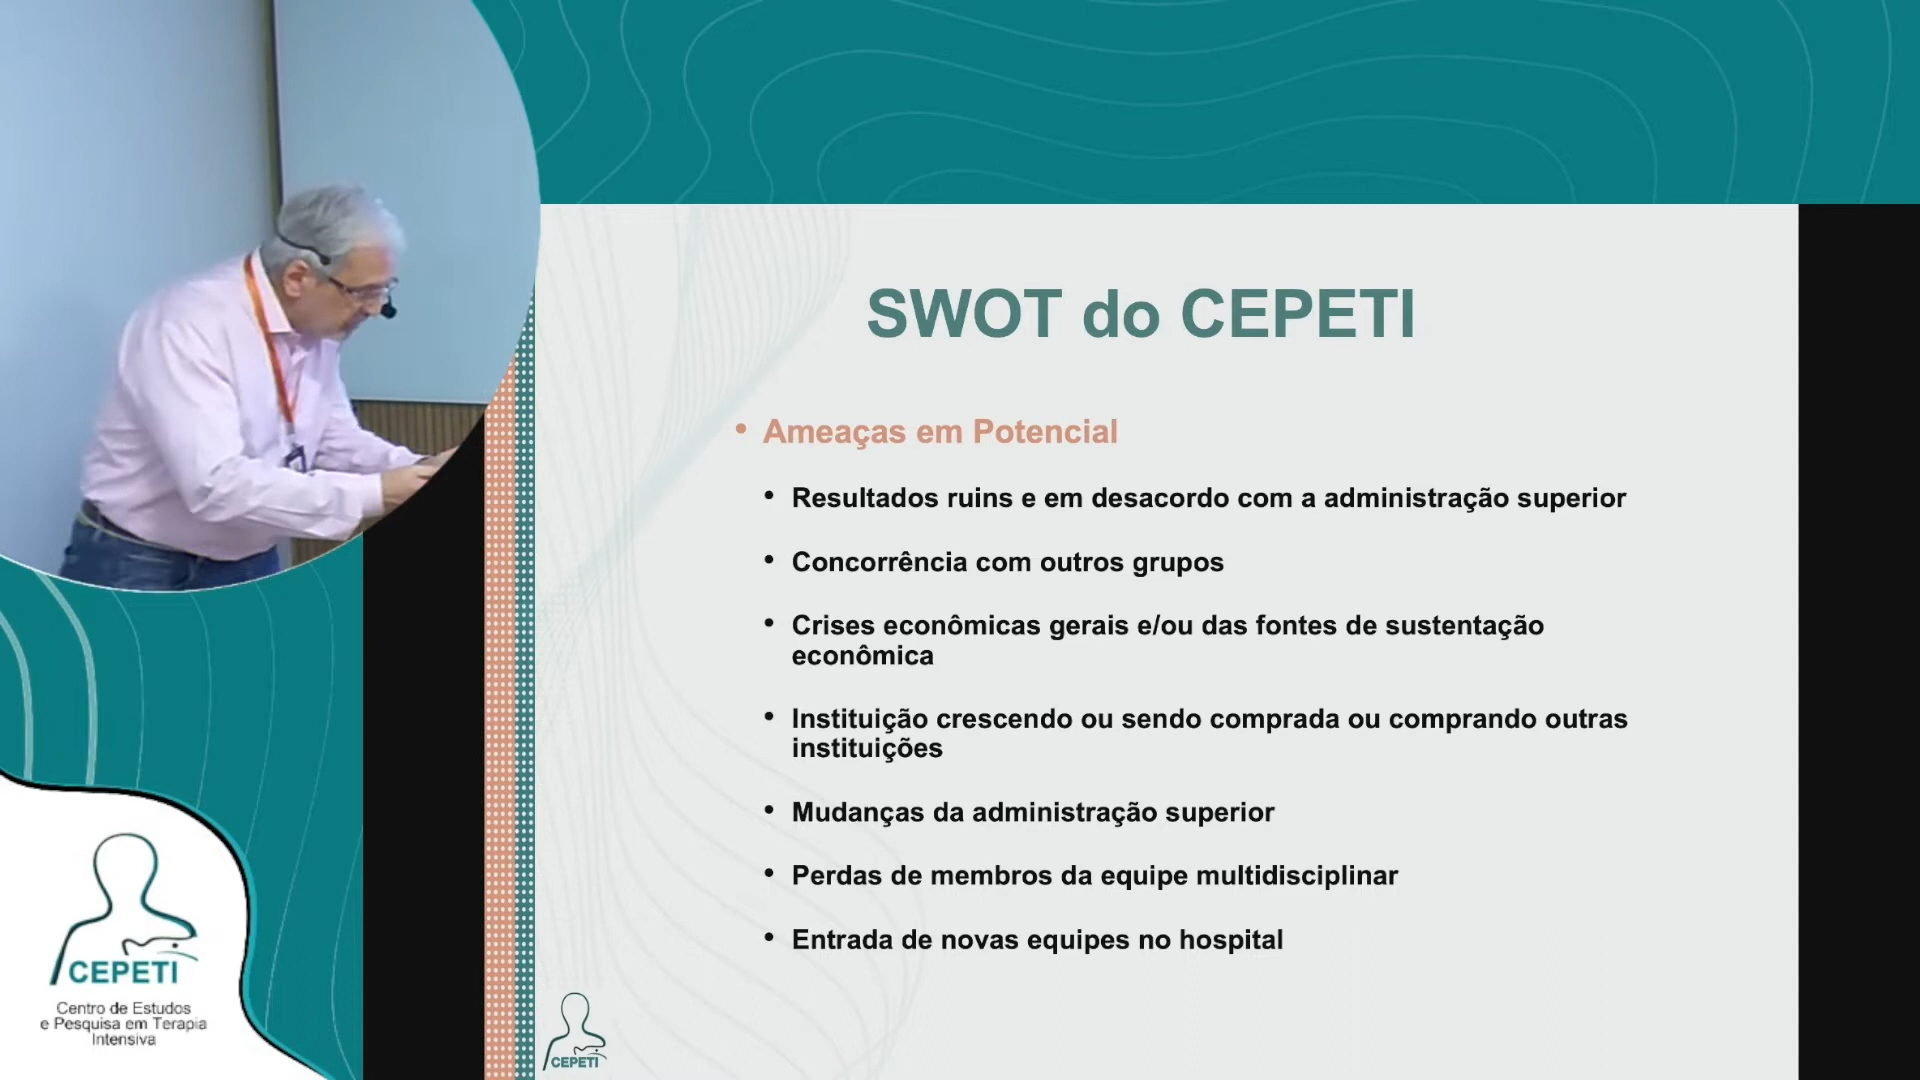 SWOT do CEPETI
• Ameaças em Potencial
• Resultados ruins e em desacordo com a administração superior
• Concorrência com outros grupos
• Crises econômicas gerais e/ou das fontes de sustentação
econômica
• Instituição crescendo ou sendo comprada ou comprando outras
instituições
• Mudanças da administração superior
• Perdas de membros da equipe multidisciplinar
• Entrada de novas equipes no hospital
CEPETI
CEPETI
Centro de Estudos
e Pesquisa em Terapia
Intensiva